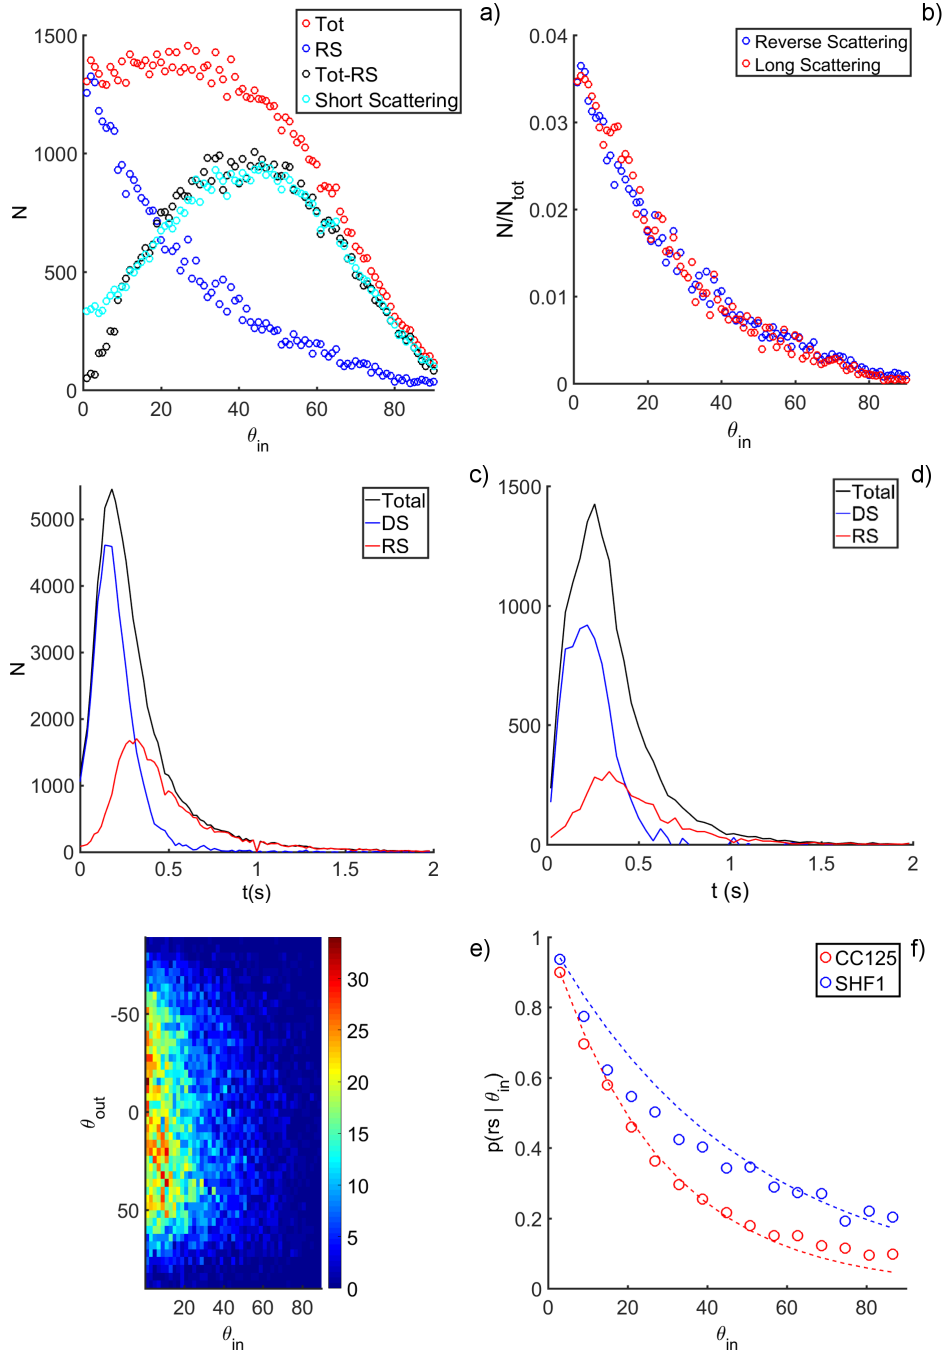 a)
Tot
RS
Tot-RS
Short Scattering
1500
1000
500
0
N
0 20 40 60 80
θin
b)
Reverse Scattering
Long Scattering
0.04
0.03
0.02
0.01
0
N/Ntot
0 20 40 60 80
θin
c)
Total
DS
RS
5000
4000
3000
2000
1000
0
N
0 0.5 1 1.5 2
t(s)
d)
Total
DS
RS
1500
1000
500
0
0 0.5 1 1.5 2
t (s)
e)
-50
0
50
θout
20 40 60 80
θin
30
25
20
15
10
5
0
f)
CC125
SHF1
1
0.8
0.6
0.4
0.2
0
p(rs | θin)
0 20 40 60 80
θin